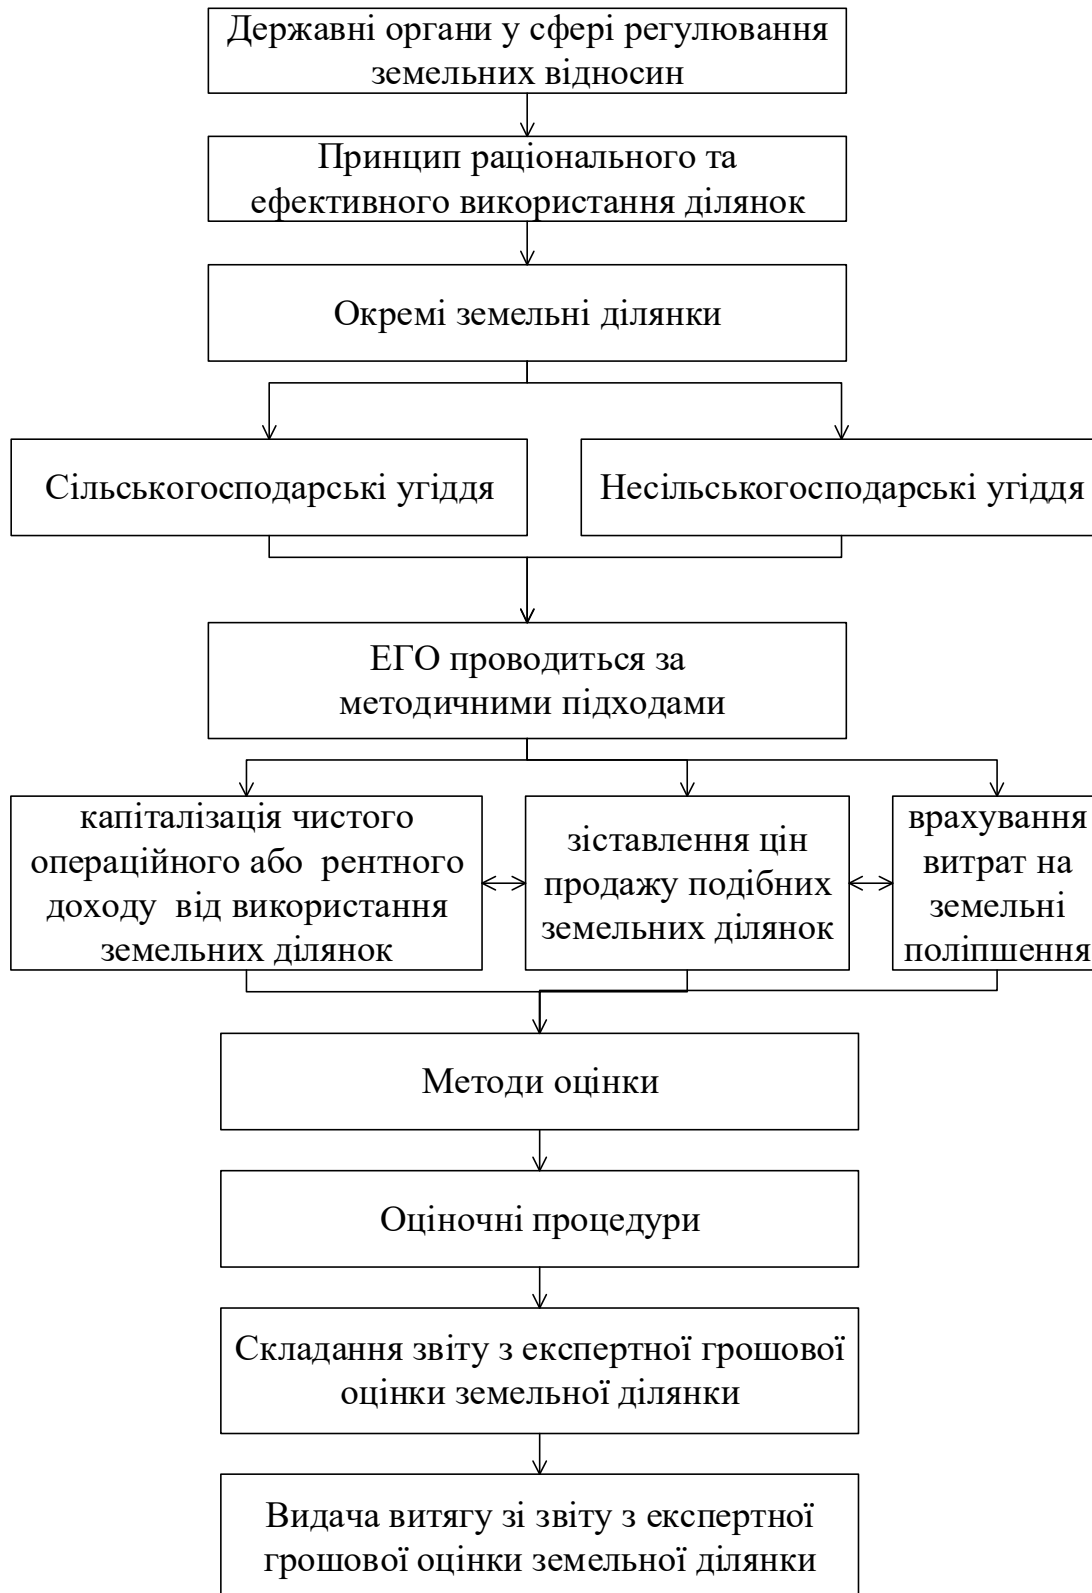 Державні органи у сфері регулювання
земельних відносин
Принцип раціонального та
ефективного використання ділянок
Окремі земельні ділянки
Сільськогосподарські угіддя
Несільськогосподарські угіддя
ЕГО проводиться за
методичними підходами
капіталізація чистого
операційного або рентного
доходу від використання
земельних ділянок
зіставлення цін
продажу подібних
земельних ділянок
врахування
витрат на
земельні
поліпшення
Методи оцінки
Оціночні процедури
Складання звіту з експертної грошової
оцінки земельної ділянки
Видача витягу зі звіту з експертної
грошової оцінки земельної ділянки